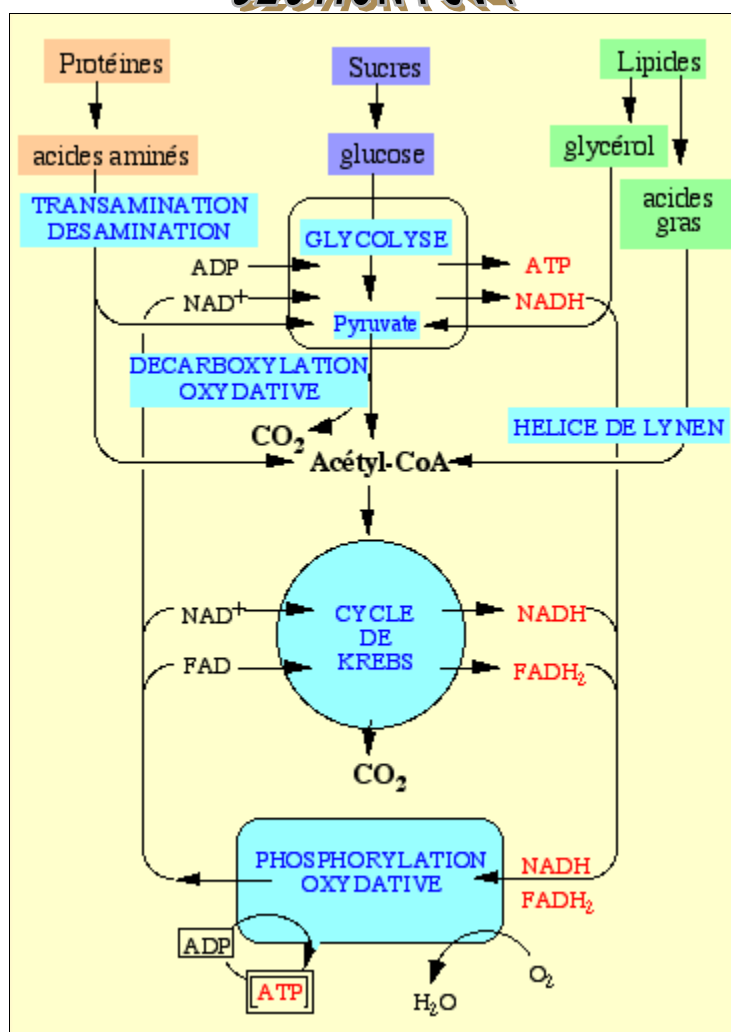 Protéines
Sucres
Lipides
acides aminés
glucose
glycérol
acides
gras
TRANSAMINATION
DESAMINATION
GLYCOLYSE
ADP
ATP
NAD+
NADH
Pyruvate
DECARBOXYLATION
OXYDATIVE
CO2
HELICE DE LYNEN
Acétyl-CoA
NAD+
CYCLE
DE
KREBS
NADH
FAD
FADH2
CO2
PHOSPHORYLATION
OXYDATIVE
NADH
FADH2
ADP
[ATP]
H2O
O2